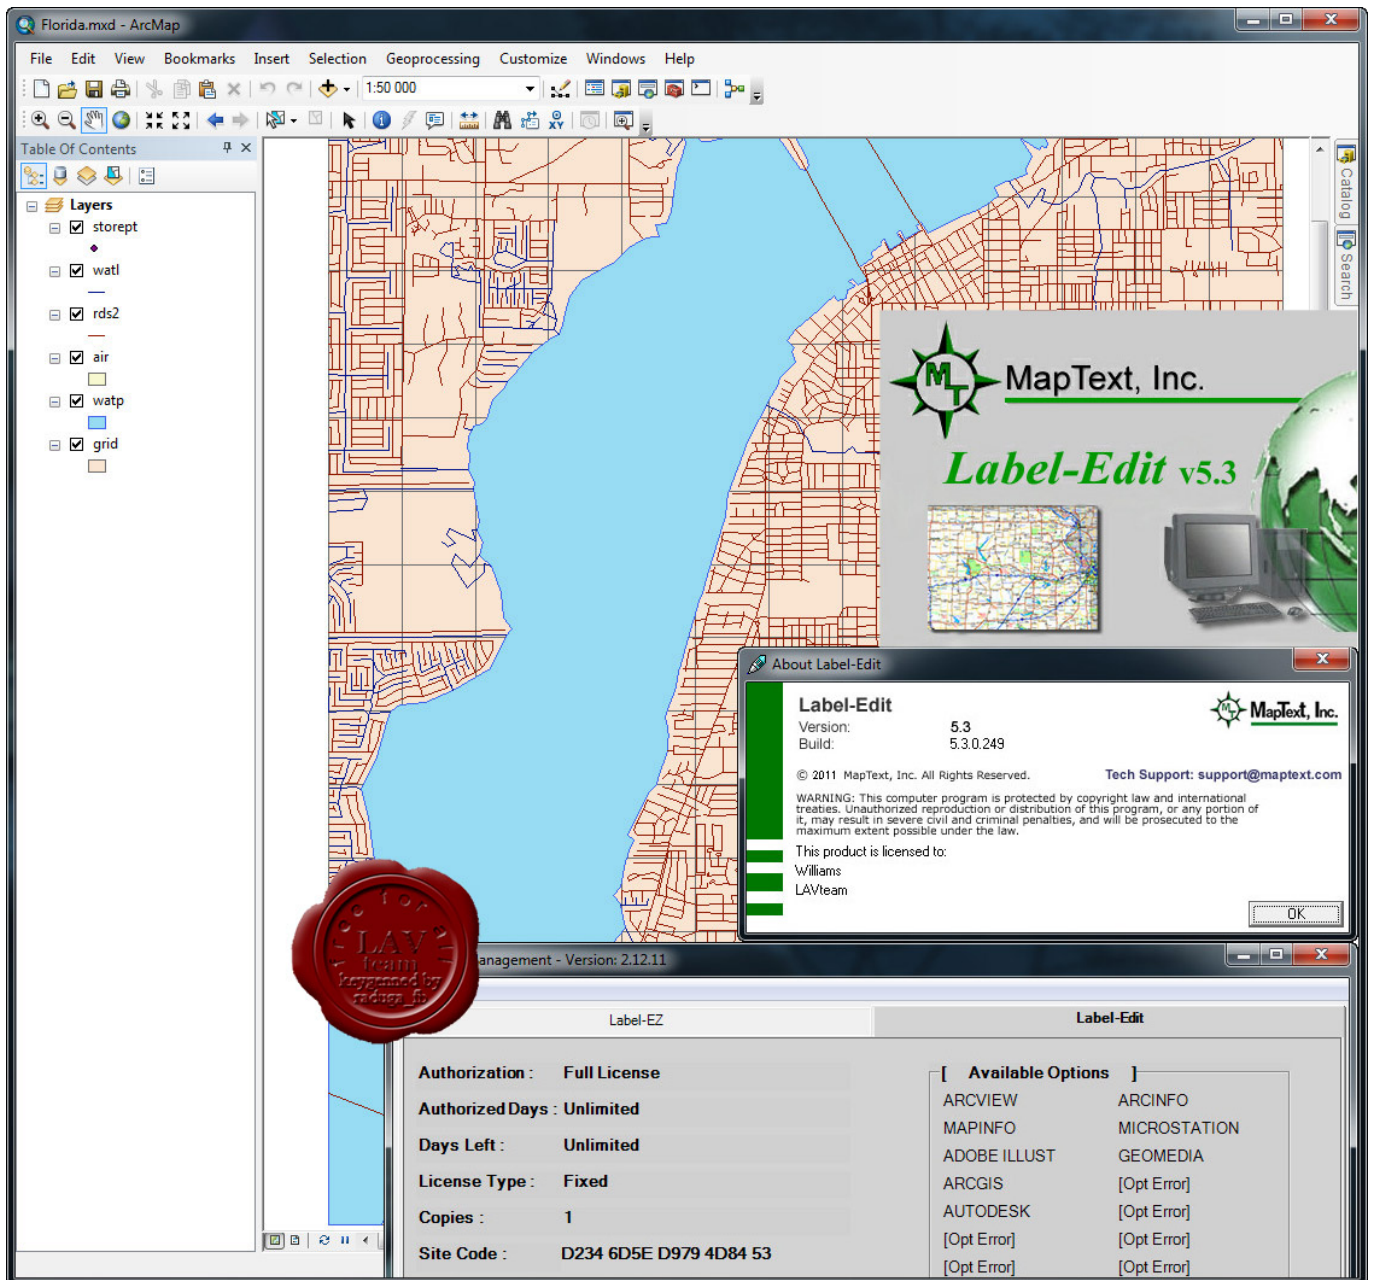 Florida.mxd - ArcMap
File Edit View Bookmarks Insert Selection Geoprocessing Customize Windows Help
1:50 000
Table Of Contents
Layers
storept
watl
rds2
air
watp
grid
Catalog
Search
MT
MapText, Inc.
Label-Edit v5.3
About Label-Edit
Label-Edit
MapText, Inc.
Version: 5.3
Build: 5.3.0.249
© 2011 MapText, Inc. All Rights Reserved. Tech Support: support@maptext.com
WARNING: This computer program is protected by copyright law and international
treaties. Unauthorized reproduction or distribution of this program, or any portion of
it, may result in severe civil and criminal penalties, and will be prosecuted to the
maximum extent possible under the law.
This product is licensed to:
Williams
LAVteam
OK
free for all
LAV
team
keygenned by
raduga_fb
anagement - Version: 2.12.11
Label-EZ Label-Edit
Authorization : Full License
Authorized Days : Unlimited
Days Left : Unlimited
License Type : Fixed
Copies : 1
Site Code : D234 6D5E D979 4D84 53
[ Available Options ]
ARCVIEW ARCINFO
MAPINFO MICROSTATION
ADOBE ILLUST GEOMEDIA
ARCGIS [Opt Error]
AUTODESK [Opt Error]
[Opt Error] [Opt Error]
[Opt Error] [Opt Error]